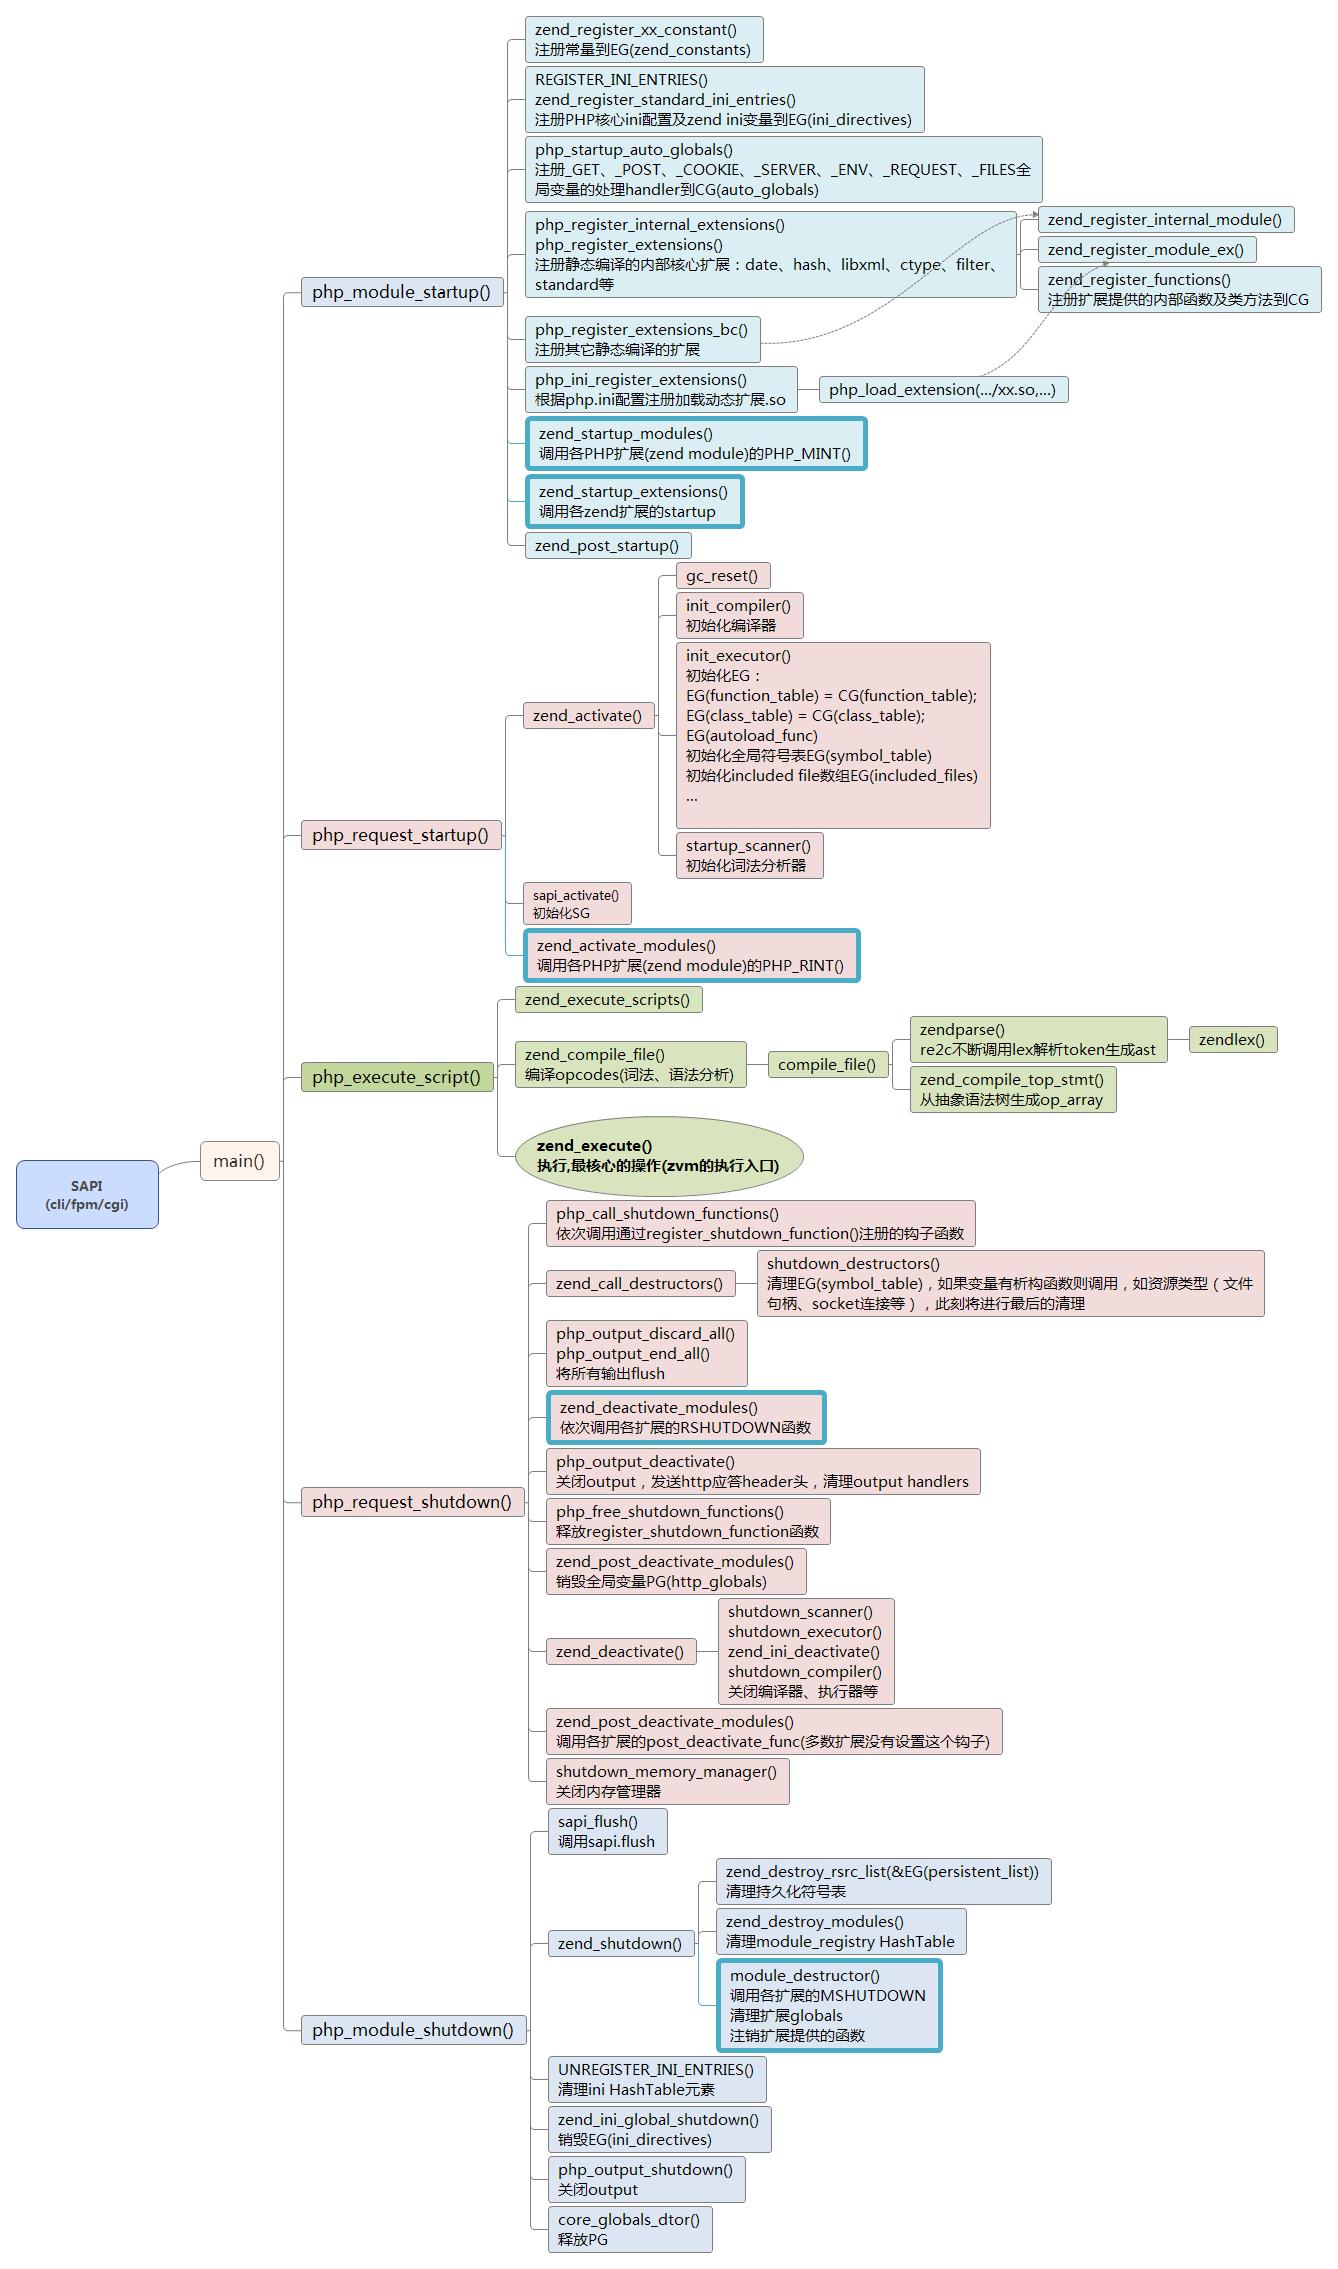 SAPI
(cli/fpm/cgi)
main()
php_module_startup()
zend_register_xx_constant()
注册常量到EG(zend_constants)
REGISTER_INI_ENTRIES()
zend_register_standard_ini_entries()
注册PHP核心ini配置及zend ini变量到EG(ini_directives)
php_startup_auto_globals()
注册_GET、_POST、_COOKIE、_SERVER、_ENV、_REQUEST、_FILES全
局变量的处理handler到CG(auto_globals)
php_register_internal_extensions()
php_register_extensions()
注册静态编译的内部核心扩展：date、hash、libxml、ctype、filter、
standard等
zend_register_internal_module()
zend_register_module_ex()
zend_register_functions()
注册扩展提供的内部函数及类方法到CG
php_register_extensions_bc()
注册其它静态编译的扩展
php_ini_register_extensions()
根据php.ini配置注册加载动态扩展.so
php_load_extension(.../xx.so,...)
zend_startup_modules()
调用各PHP扩展(zend module)的PHP_MINT()
zend_startup_extensions()
调用各zend扩展的startup
zend_post_startup()
php_request_startup()
zend_activate()
gc_reset()
init_compiler()
初始化编译器
init_executor()
初始化EG：
EG(function_table) = CG(function_table);
EG(class_table) = CG(class_table);
EG(autoload_func)
初始化全局符号表EG(symbol_table)
初始化included file数组EG(included_files)
...
startup_scanner()
初始化词法分析器
sapi_activate()
初始化SG
zend_activate_modules()
调用各PHP扩展(zend module)的PHP_RINT()
php_execute_script()
zend_execute_scripts()
zend_compile_file()
编译opcodes(词法、语法分析)
compile_file()
zendparse()
re2c不断调用lex解析token生成ast
zendlex()
zend_compile_top_stmt()
从抽象语法树生成op_array
zend_execute()
执行,最核心的操作(zvm的执行入口)
php_request_shutdown()
php_call_shutdown_functions()
依次调用通过register_shutdown_function()注册的钩子函数
zend_call_destructors()
shutdown_destructors()
清理EG(symbol_table)，如果变量有析构函数则调用，如资源类型（文件
句柄、socket连接等），此刻将进行最后的清理
php_output_discard_all()
php_output_end_all()
将所有输出flush
zend_deactivate_modules()
依次调用各扩展的RSHUTDOWN函数
php_output_deactivate()
关闭output，发送http应答header头，清理output handlers
php_free_shutdown_functions()
释放register_shutdown_function函数
zend_post_deactivate_modules()
销毁全局变量PG(http_globals)
zend_deactivate()
shutdown_scanner()
shutdown_executor()
zend_ini_deactivate()
shutdown_compiler()
关闭编译器、执行器等
zend_post_deactivate_modules()
调用各扩展的post_deactivate_func(多数扩展没有设置这个钩子)
shutdown_memory_manager()
关闭内存管理器
php_module_shutdown()
sapi_flush()
调用sapi.flush
zend_shutdown()
zend_destroy_rsrc_list(&EG(persistent_list))
清理持久化符号表
zend_destroy_modules()
清理module_registry HashTable
module_destructor()
调用各扩展的MSHUTDOWN
清理扩展globals
注销扩展提供的函数
UNREGISTER_INI_ENTRIES()
清理ini HashTable元素
zend_ini_global_shutdown()
销毁EG(ini_directives)
php_output_shutdown()
关闭output
core_globals_dtor()
释放PG